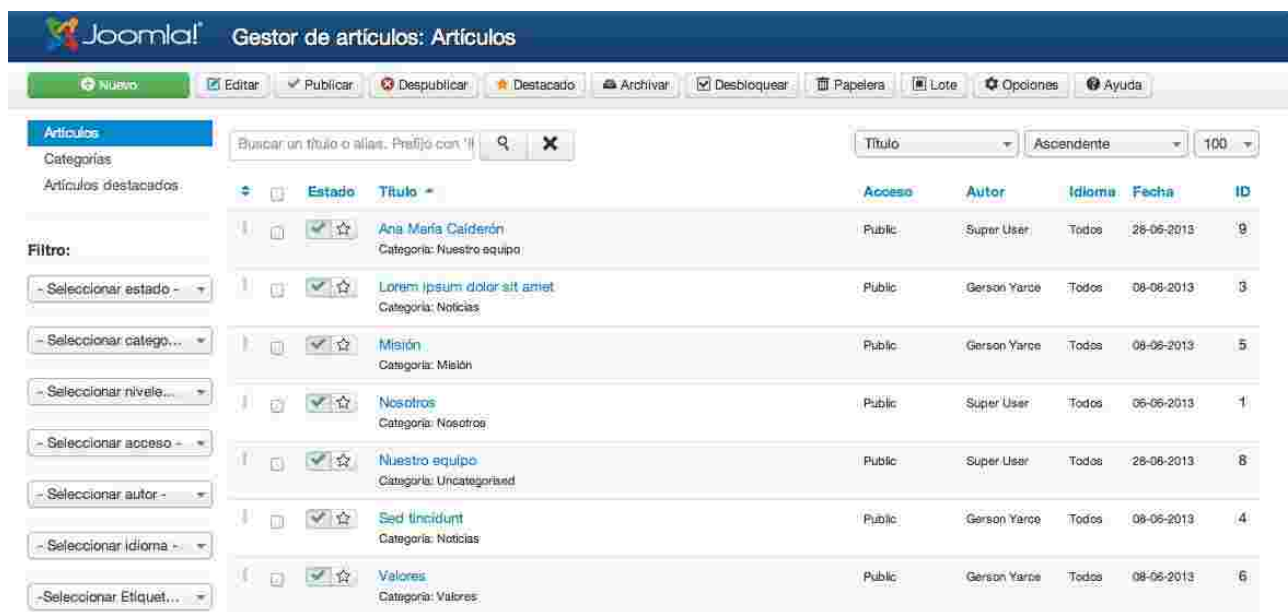 Joomla! Gestor de artículos: Artículos
Nuevo Editar Publicar Despublicar Destacado Archivar Desbloquear Papelera Lote Opciones Ayuda
Artículos
Categorías
Artículos destacados
Filtro:
- Seleccionar estado -
- Seleccionar catego...
- Seleccionar nivele...
- Seleccionar acceso -
- Seleccionar autor -
- Seleccionar idioma -
-Seleccionar Etiquet...
Buscar un título o alias. Prefijo con Título Ascendente 100
Estado Título Acceso Autor Idioma Fecha ID
Ana María Calderón Public Super User Todos 28-06-2013 9
Categoría: Nuestro equipo
Lorem ipsum dolor sit amet Public Gerson Yarce Todos 08-06-2013 3
Categoría: Noticias
Misión Public Gerson Yarce Todos 08-06-2013 5
Categoría: Misión
Nosotros Public Super User Todos 06-06-2013 1
Categoría: Nosotros
Nuestro equipo Public Super User Todos 28-06-2013 8
Categoría: Uncategorised
Sed tincidunt Public Gerson Yarce Todos 08-06-2013 4
Categoría: Noticias
Valores Public Gerson Yarce Todos 08-06-2013 6
Categoría: Valores